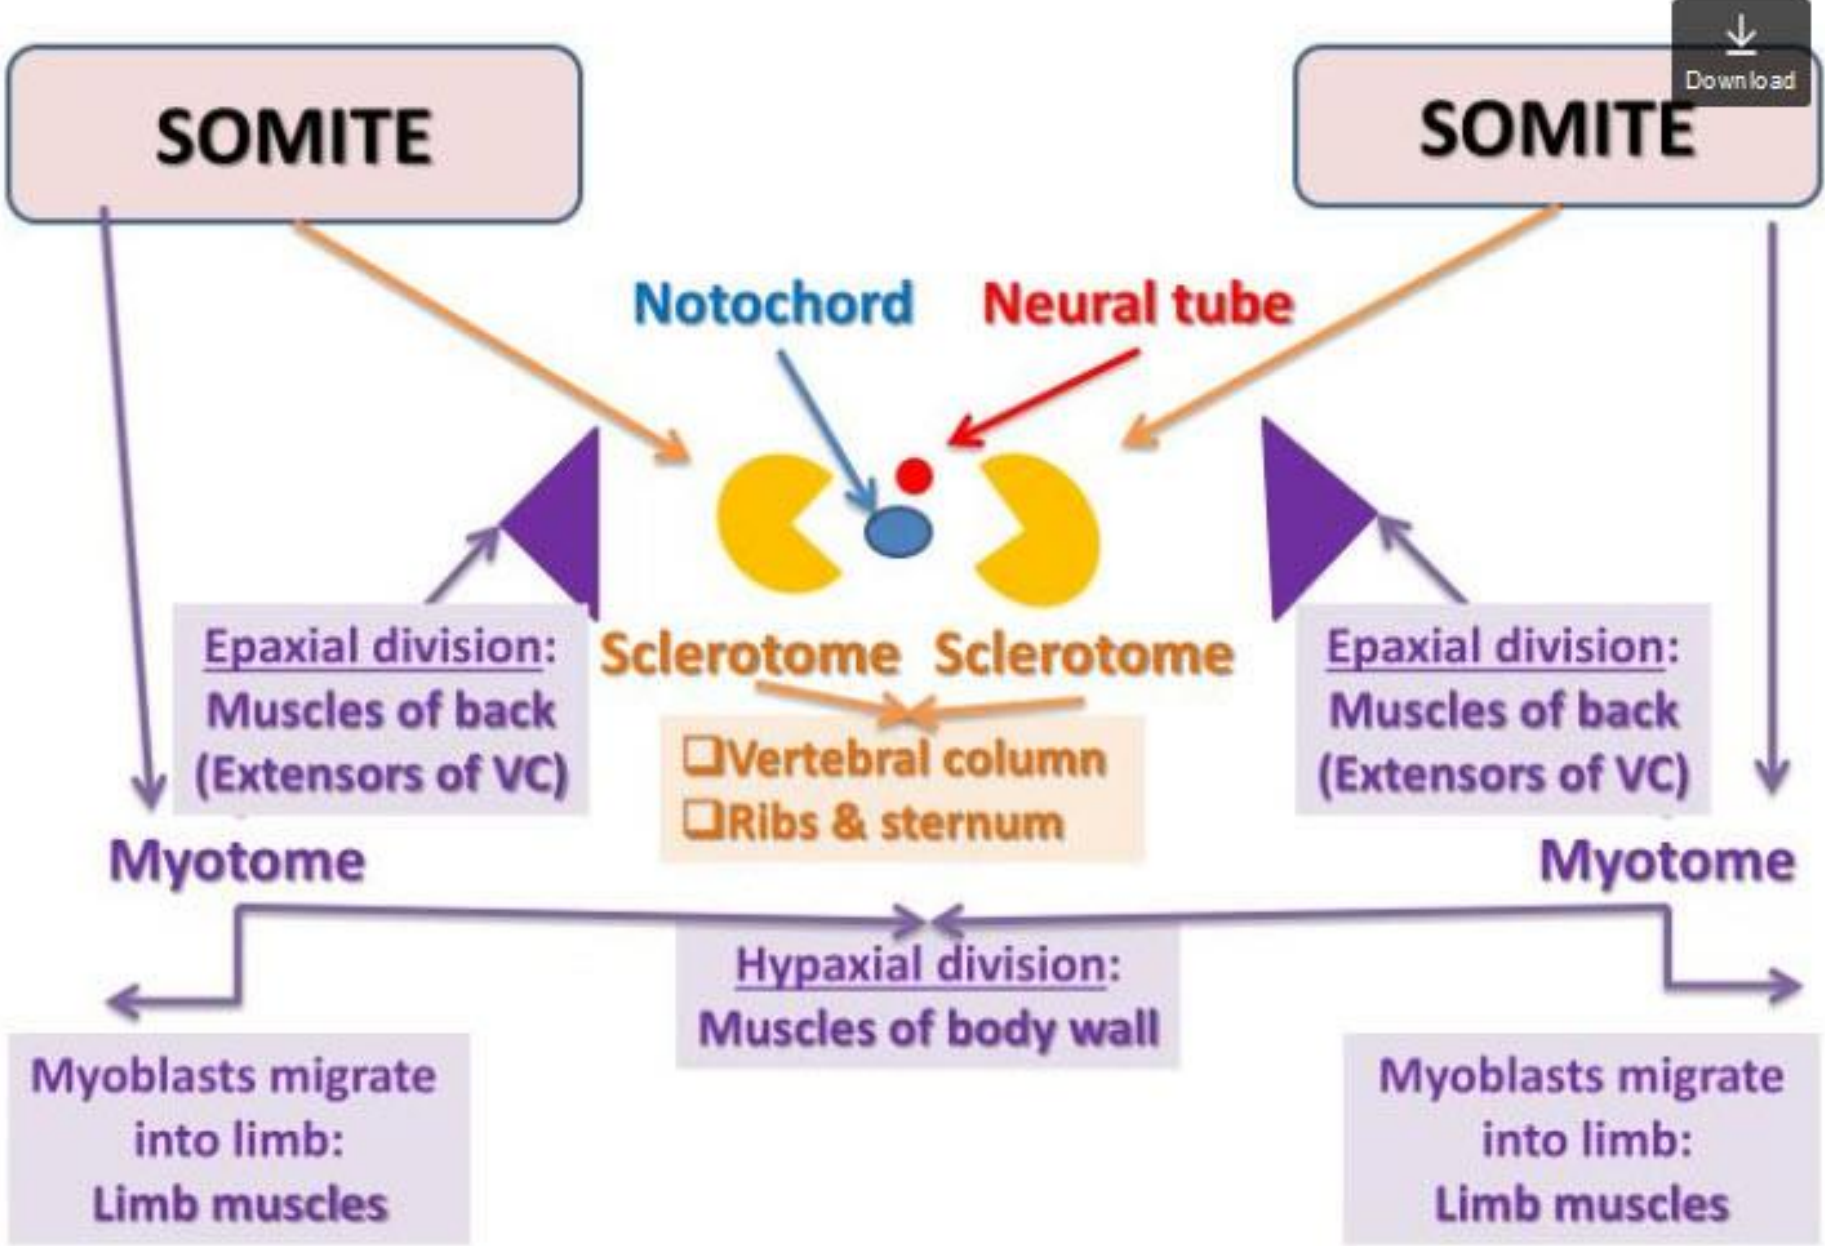 Download
SOMITE
SOMITE
Notochord
Neural tube
Epaxial division:
Muscles of back
(Extensors of VC)
Sclerotome
Sclerotome
Epaxial division:
Muscles of back
(Extensors of VC)
❑Vertebral column
❑Ribs & sternum
Myotome
Myotome
Hypaxial division:
Muscles of body wall
Myoblasts migrate
into limb:
Limb muscles
Myoblasts migrate
into limb:
Limb muscles